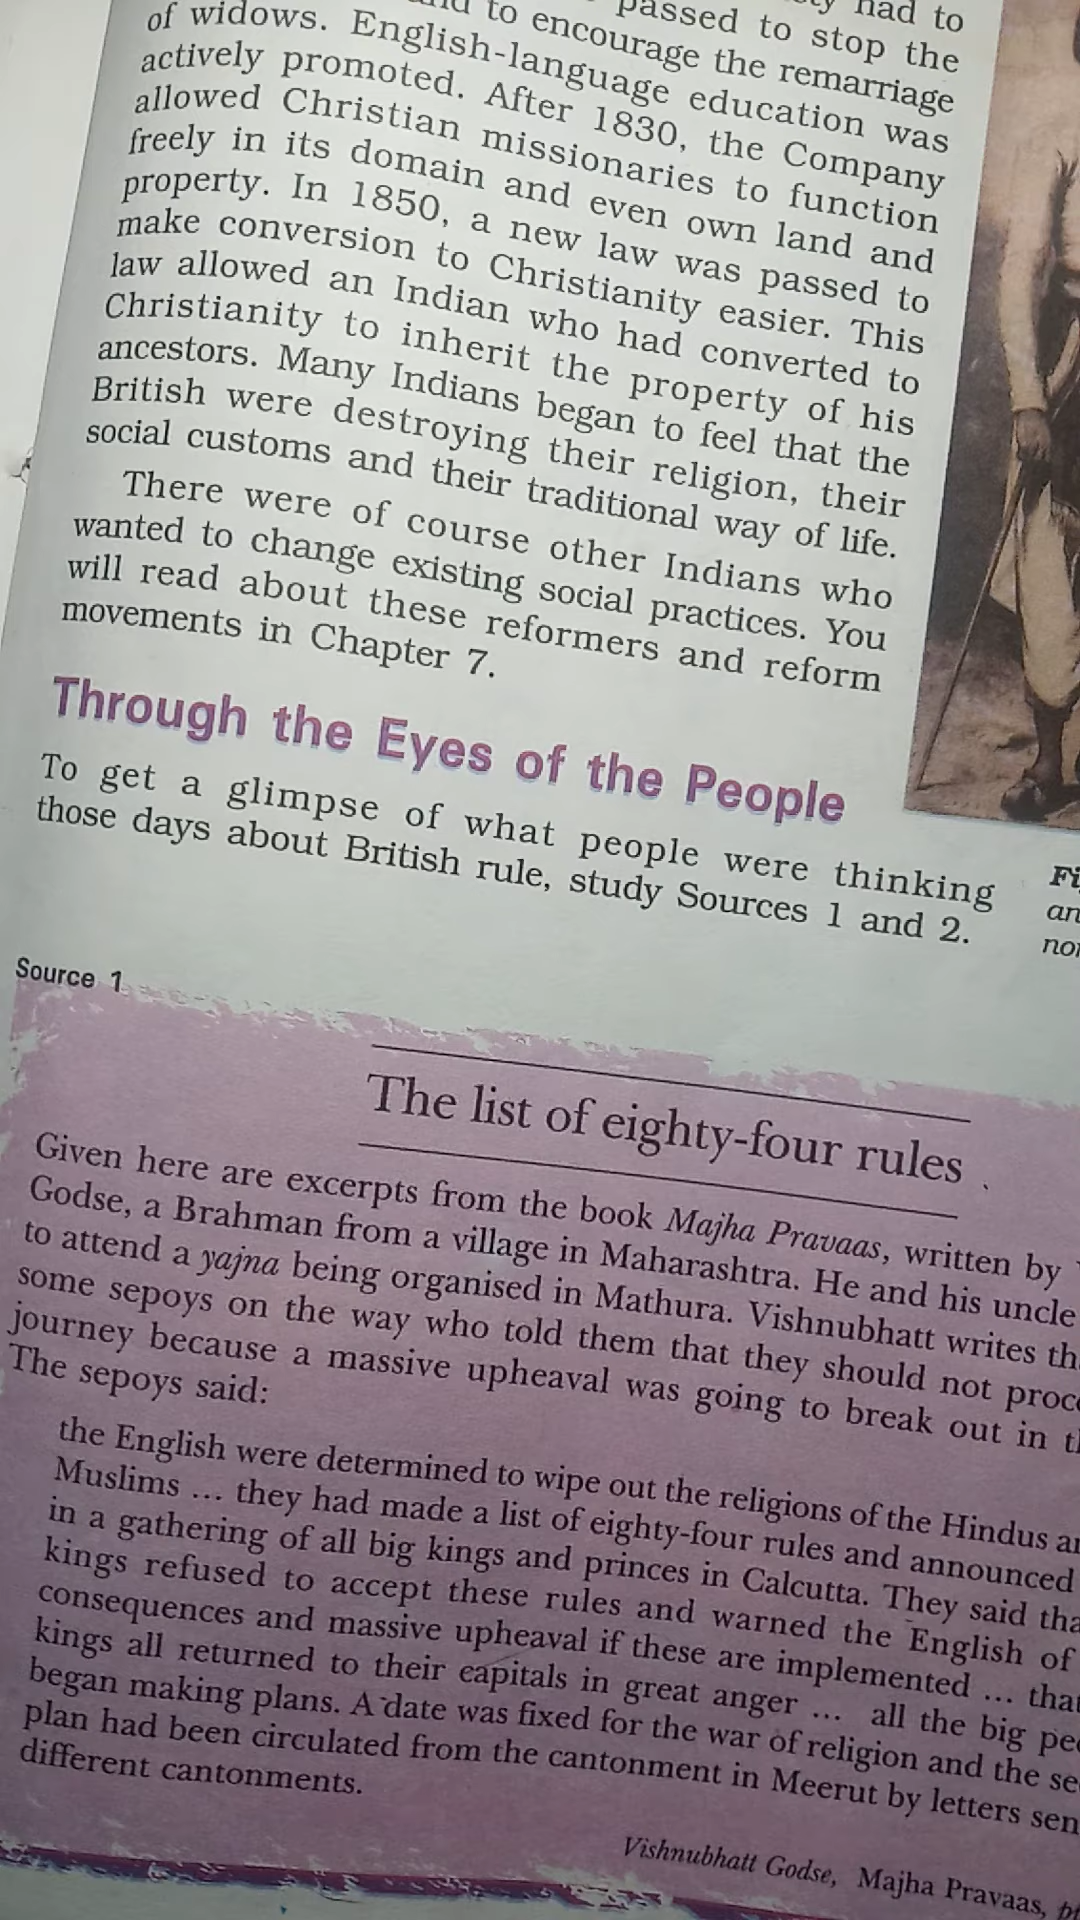 had to
passed to stop the
to encourage the remarriage
of widows. English-language education was
actively promoted. After 1830, the Company
allowed Christian missionaries to function
freely in its domain and even own land and
property. In 1850, a new law was passed to
make conversion to Christianity easier. This
law allowed an Indian who had converted to
Christianity to inherit the property of his
ancestors. Many Indians began to feel that the
British were destroying their religion, their
social customs and their traditional way of life.
There were of course other Indians who
wanted to change existing social practices. You
will read about these reformers and reform
movements in Chapter 7.
Through the Eyes of the People
To get a glimpse of what people were thinking
those days about British rule, study Sources 1 and 2.
Source 1
The list of eighty-four rules
Given here are excerpts from the book Majha Pravaas, written by
Godse, a Brahman from a village in Maharashtra. He and his uncle
to attend a yajna being organised in Mathura. Vishnubhatt writes
some sepoys on the way who told them that they should not
journey because a massive upheaval was going to break out in
The sepoys said:
the English were determined to wipe out the religions of the Hindus
Muslims ... they had made a list of eighty-four rules and announced
in a gathering of all big kings and princes in Calcutta. They said
kings refused to accept these rules and warned the English of
consequences and massive upheaval if these are implemented ...
kings all returned to their capitals in great anger ... all the big
began making plans. A date was fixed for the war of religion and the
plan had been circulated from the cantonment in Meerut by letters
different cantonments.
Vishnubhatt Godse, Majha Pravaas,